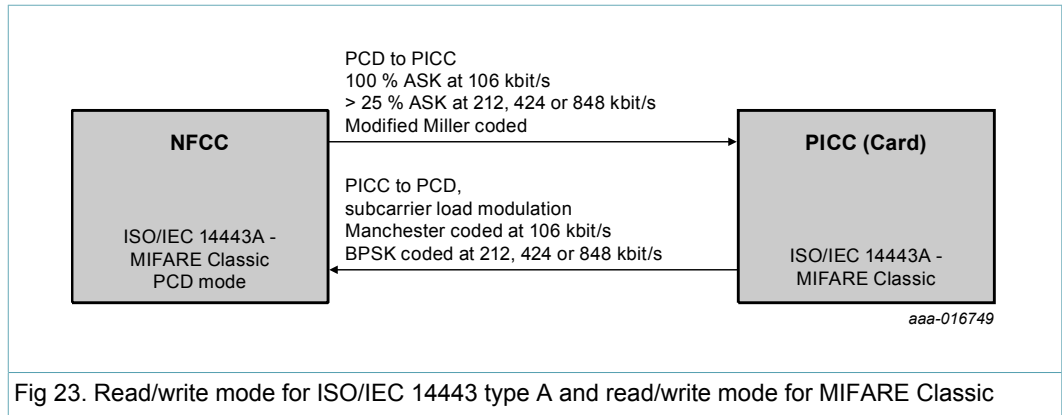 PCD to PICC
100 % ASK at 106 kbit/s
> 25 % ASK at 212, 424 or 848 kbit/s
Modified Miller coded
NFCC
PICC (Card)
PICC to PCD,
subcarrier load modulation
Manchester coded at 106 kbit/s
BPSK coded at 212, 424 or 848 kbit/s
ISO/IEC 14443A -
MIFARE Classic
PCD mode
ISO/IEC 14443A -
MIFARE Classic
aaa-016749
Fig 23. Read/write mode for ISO/IEC 14443 type A and read/write mode for MIFARE Classic